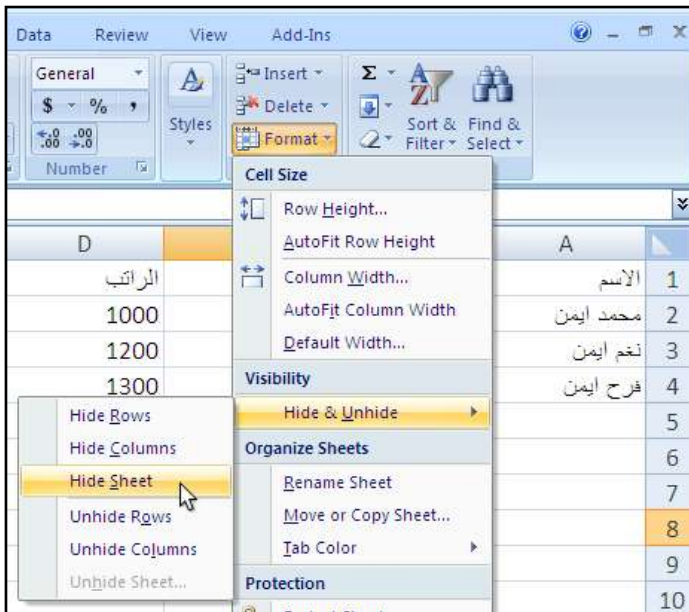 Data Review View Add-Ins
General
$ % ,
.0 .00
.00 .0
Number
Styles
Insert
Delete
Format
Σ
Sort & Filter
Find & Select
Cell Size
Row Height...
AutoFit Row Height
Column Width...
AutoFit Column Width
Default Width...
Visibility
Hide & Unhide
Organize Sheets
Rename Sheet
Move or Copy Sheet...
Tab Color
Protection
Hide Rows
Hide Columns
Hide Sheet
Unhide Rows
Unhide Columns
Unhide Sheet...
D A
الراتب الاسم 1
1000 محمد ايمن 2
1200 نغم ايمن 3
1300 فرح ايمن 4
5
6
7
8
9
10